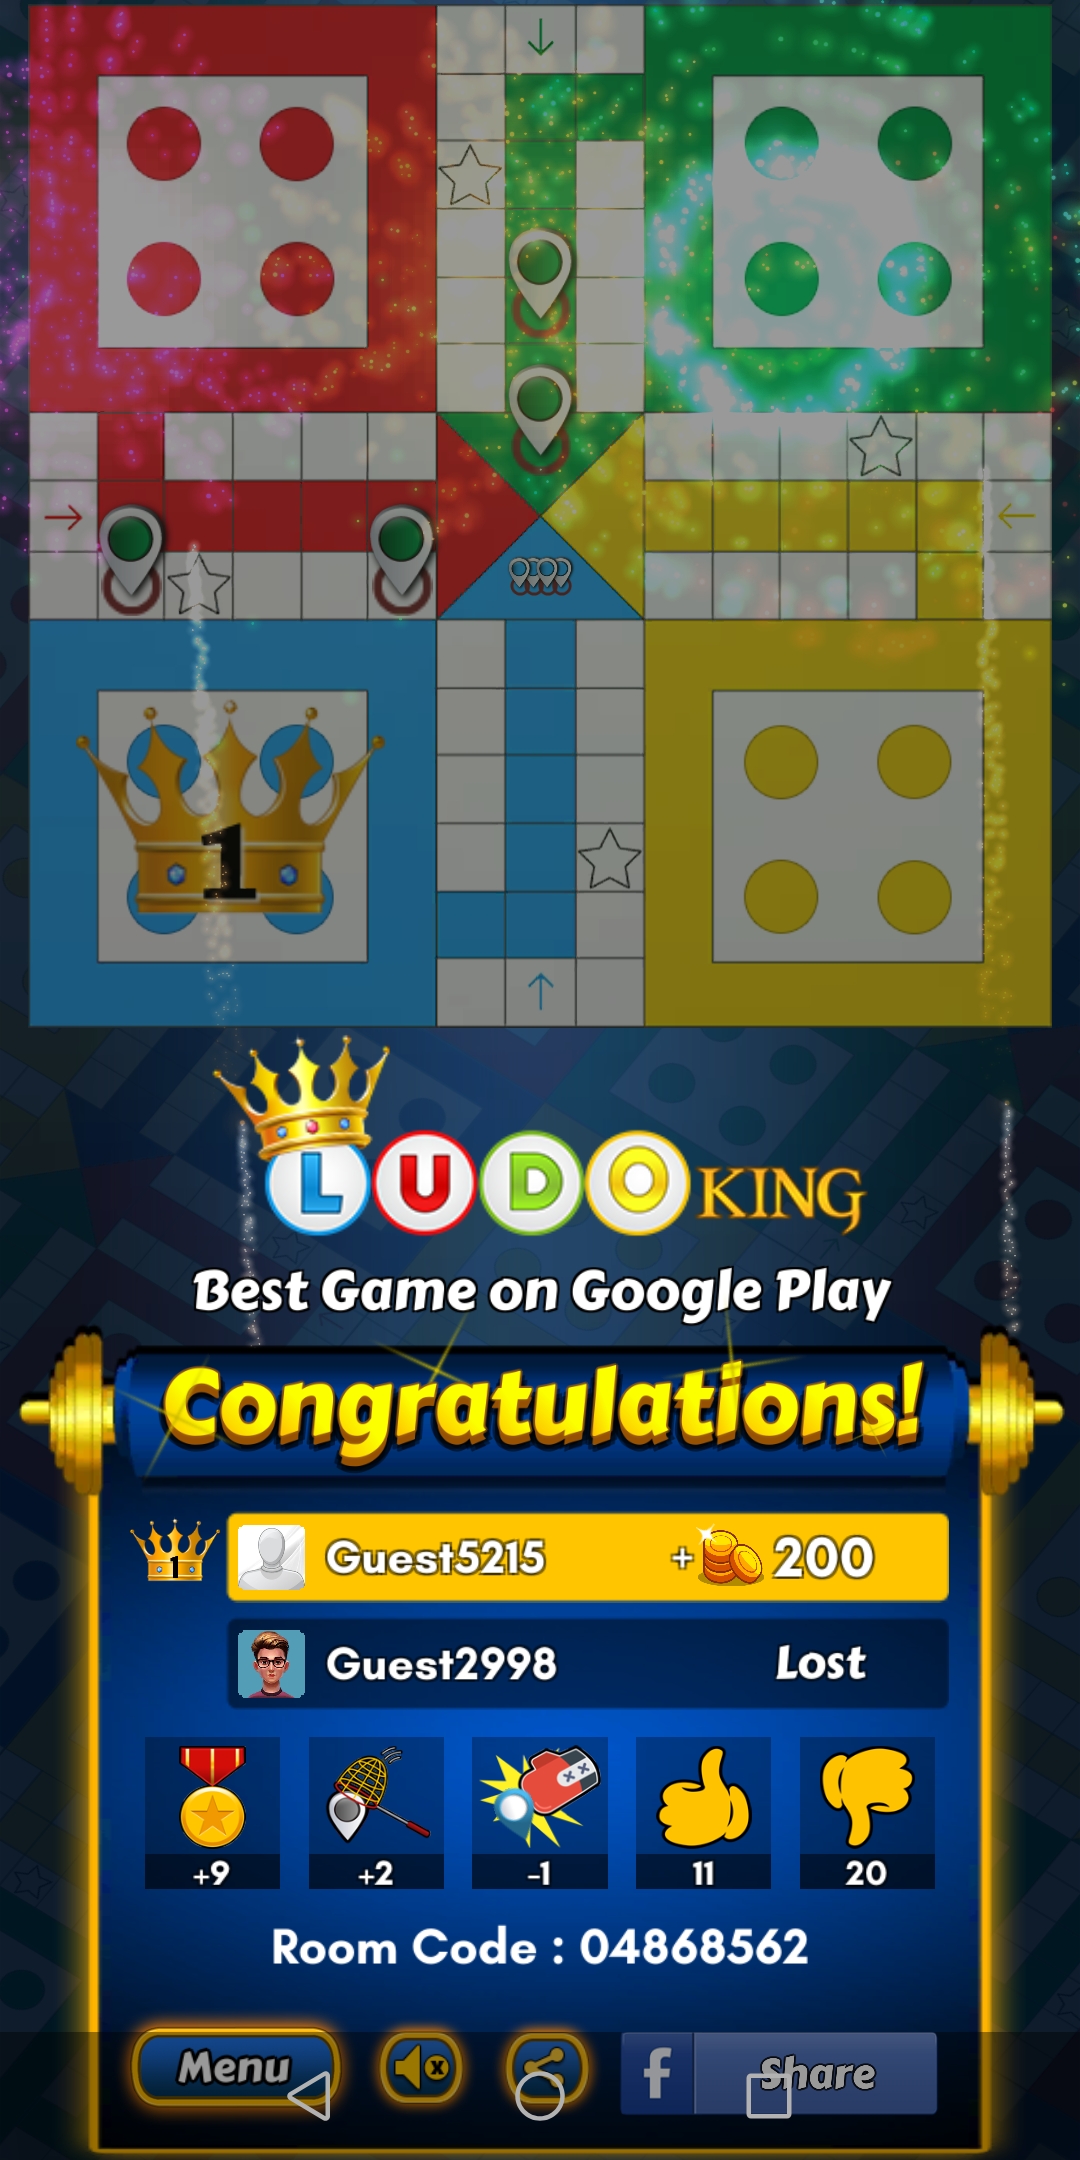 1
LUDO KING
Best Game on Google Play
Congratulations!
1 Guest5215 + 200
Guest2998 Lost
+9 +2 -1 11 20
Room Code : 04868562
Menu x f Share